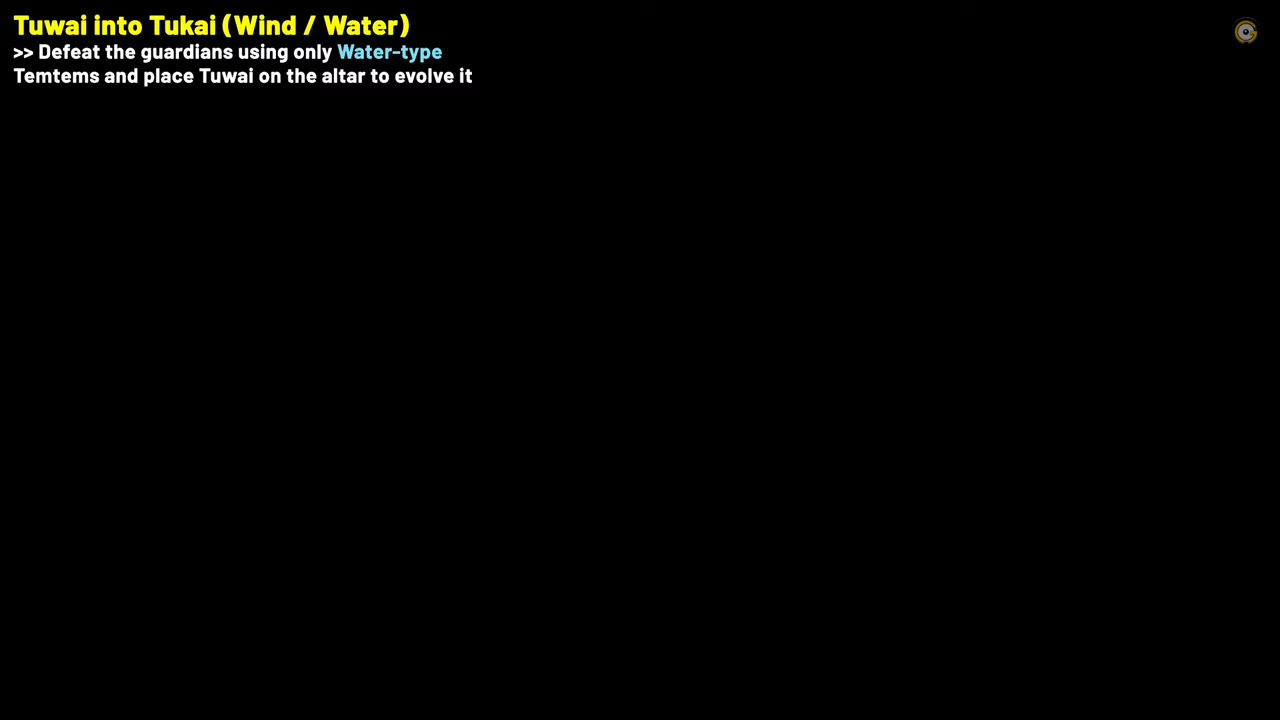 Tuwai into Tukai (Wind / Water)
>> Defeat the guardians using only Water-type
Temtems and place Tuwai on the altar to evolve it